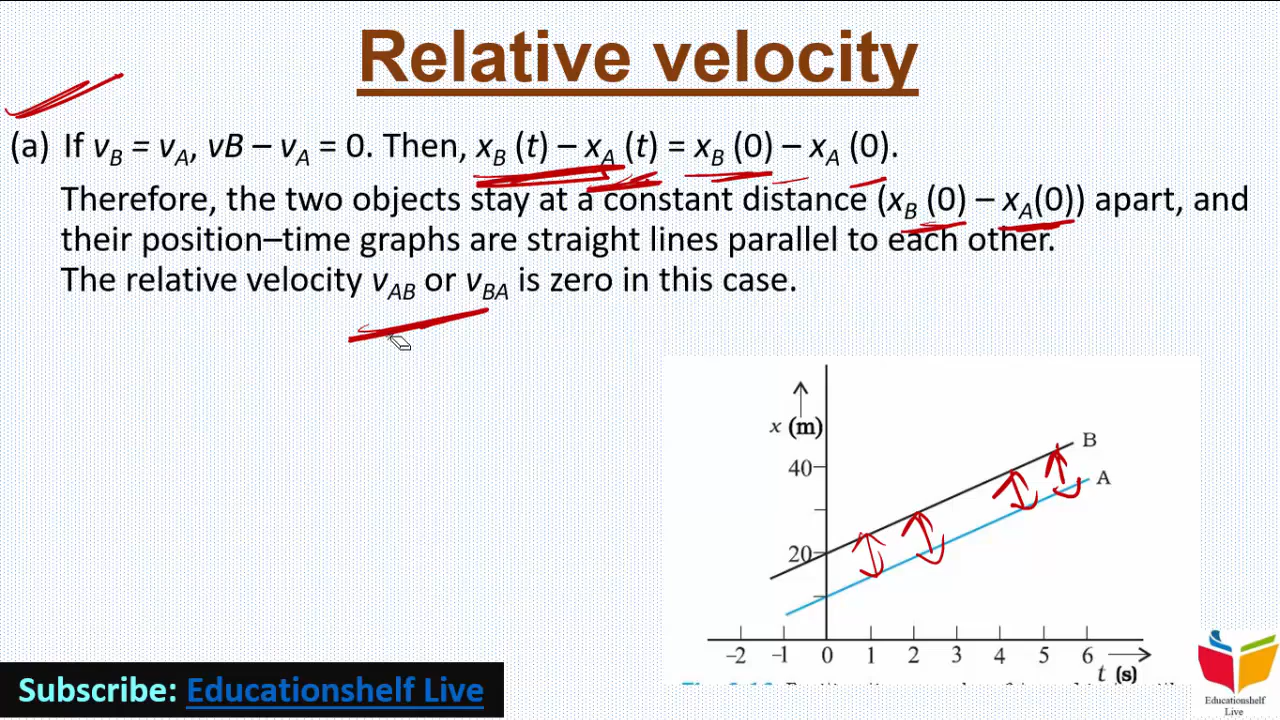 Relative velocity
(a) If vB = vA, vB – vA = 0. Then, xB (t) – xA (t) = xB (0) – xA (0).
Therefore, the two objects stay at a constant distance (xB (0) – xA(0)) apart, and
their position–time graphs are straight lines parallel to each other.
The relative velocity vAB or vBA is zero in this case.
x (m)
B
40
A
20
–2 –1 0 1 2 3 4 5 6
t (s)
Subscribe: Educationshelf Live
Educationshelf
Live